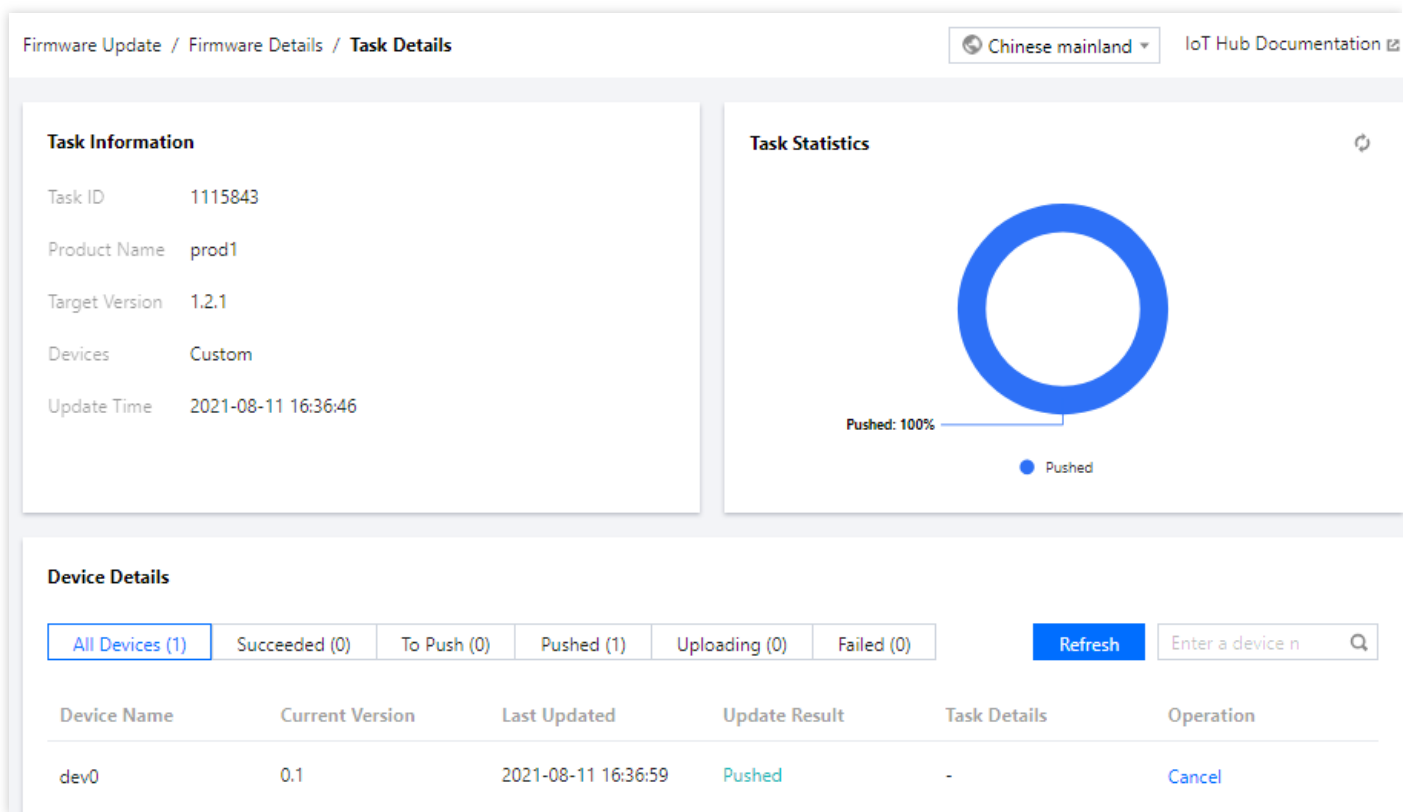 Firmware Update / Firmware Details / Task Details
Chinese mainland
IoT Hub Documentation
Task Information
Task ID 1115843
Product Name prod1
Target Version 1.2.1
Devices Custom
Update Time 2021-08-11 16:36:46
Task Statistics
Pushed: 100%
Pushed
Device Details
All Devices (1) Succeeded (0) To Push (0) Pushed (1) Uploading (0) Failed (0) Refresh Enter a device n
Device Name Current Version Last Updated Update Result Task Details Operation
dev0 0.1 2021-08-11 16:36:59 Pushed - Cancel